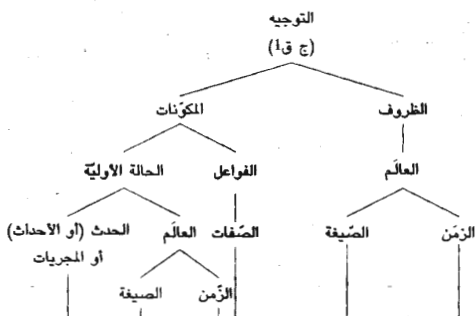 التوجيه
(ج ق1)
الظروف المكوّنات
العالَم الفواعل الحالة الأوليّة
الزمَن الصّيغة الصّفات العالَم الحدث (أو الأحداث)
أو المجريات
الزّمن الصيغة